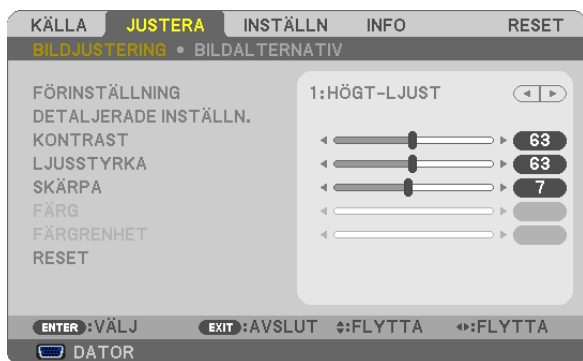 KÄLLA JUSTERA INSTÄLLN INFO RESET
BILDJUSTERING • BILDALTERNATIV
FÖRINSTÄLLNING 1:HÖGT-LJUST
DETALJERADE INSTÄLLN.
KONTRAST 63
LJUSSTYRKA 63
SKÄRPA 7
FÄRG
FÄRGRENHET
RESET
ENTER:VÄLJ EXIT:AVSLUT :FLYTTA :FLYTTA
DATOR